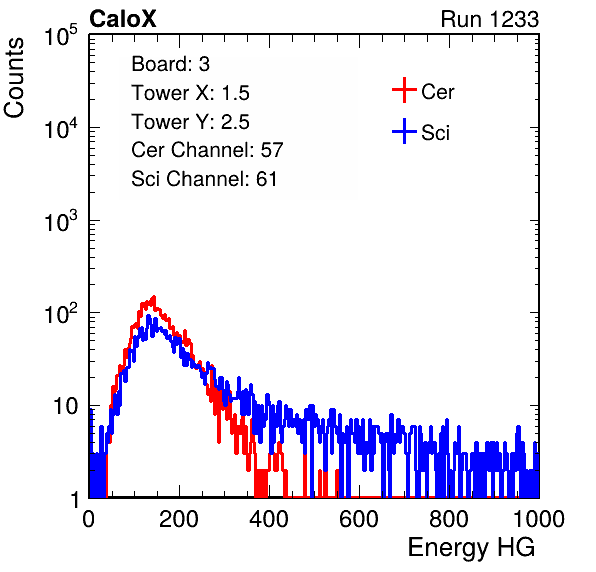 CaloX Run 1233
Counts
Board: 3
Tower X: 1.5
Tower Y: 2.5
Cer Channel: 57
Sci Channel: 61
Cer
Sci
10^5
10^4
10^3
10^2
10
1
0 200 400 600 800 1000
Energy HG